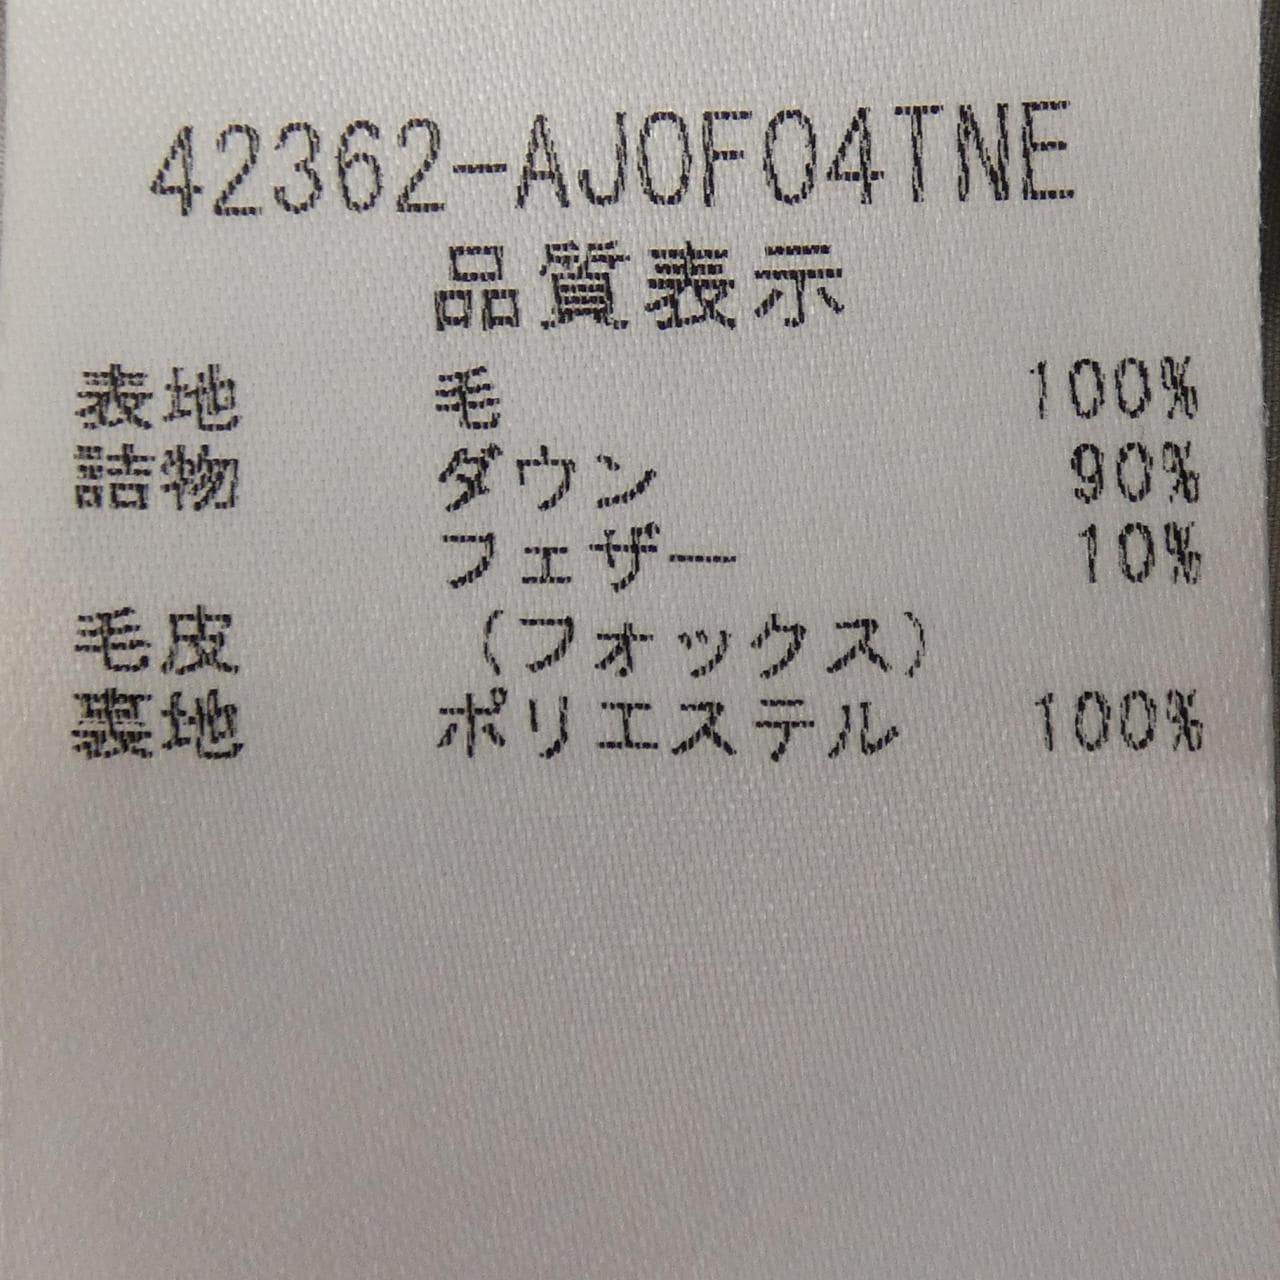 42362-AJ0F04TNE
品質表示
表地 毛 100%
詰物 ダウン 90%
フェザー 10%
毛皮 (フォックス)
裏地 ポリエステル 100%